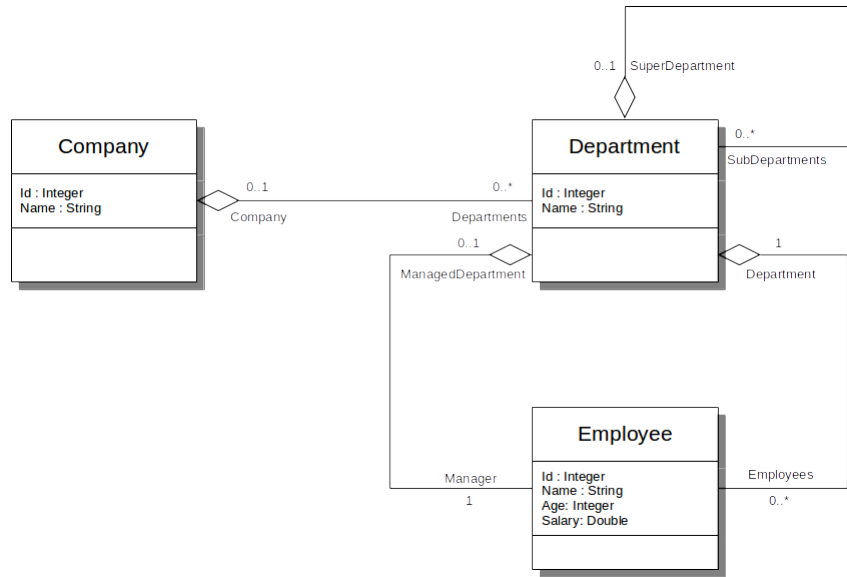 0..1
SuperDepartment
Company
Id : Integer
Name : String
0..1
Company
0..*
Departments
Department
Id : Integer
Name : String
0..*
SubDepartments
0..1
ManagedDepartment
1
Department
Employee
Id : Integer
Name : String
Age: Integer
Salary: Double
Manager
1
Employees
0..*